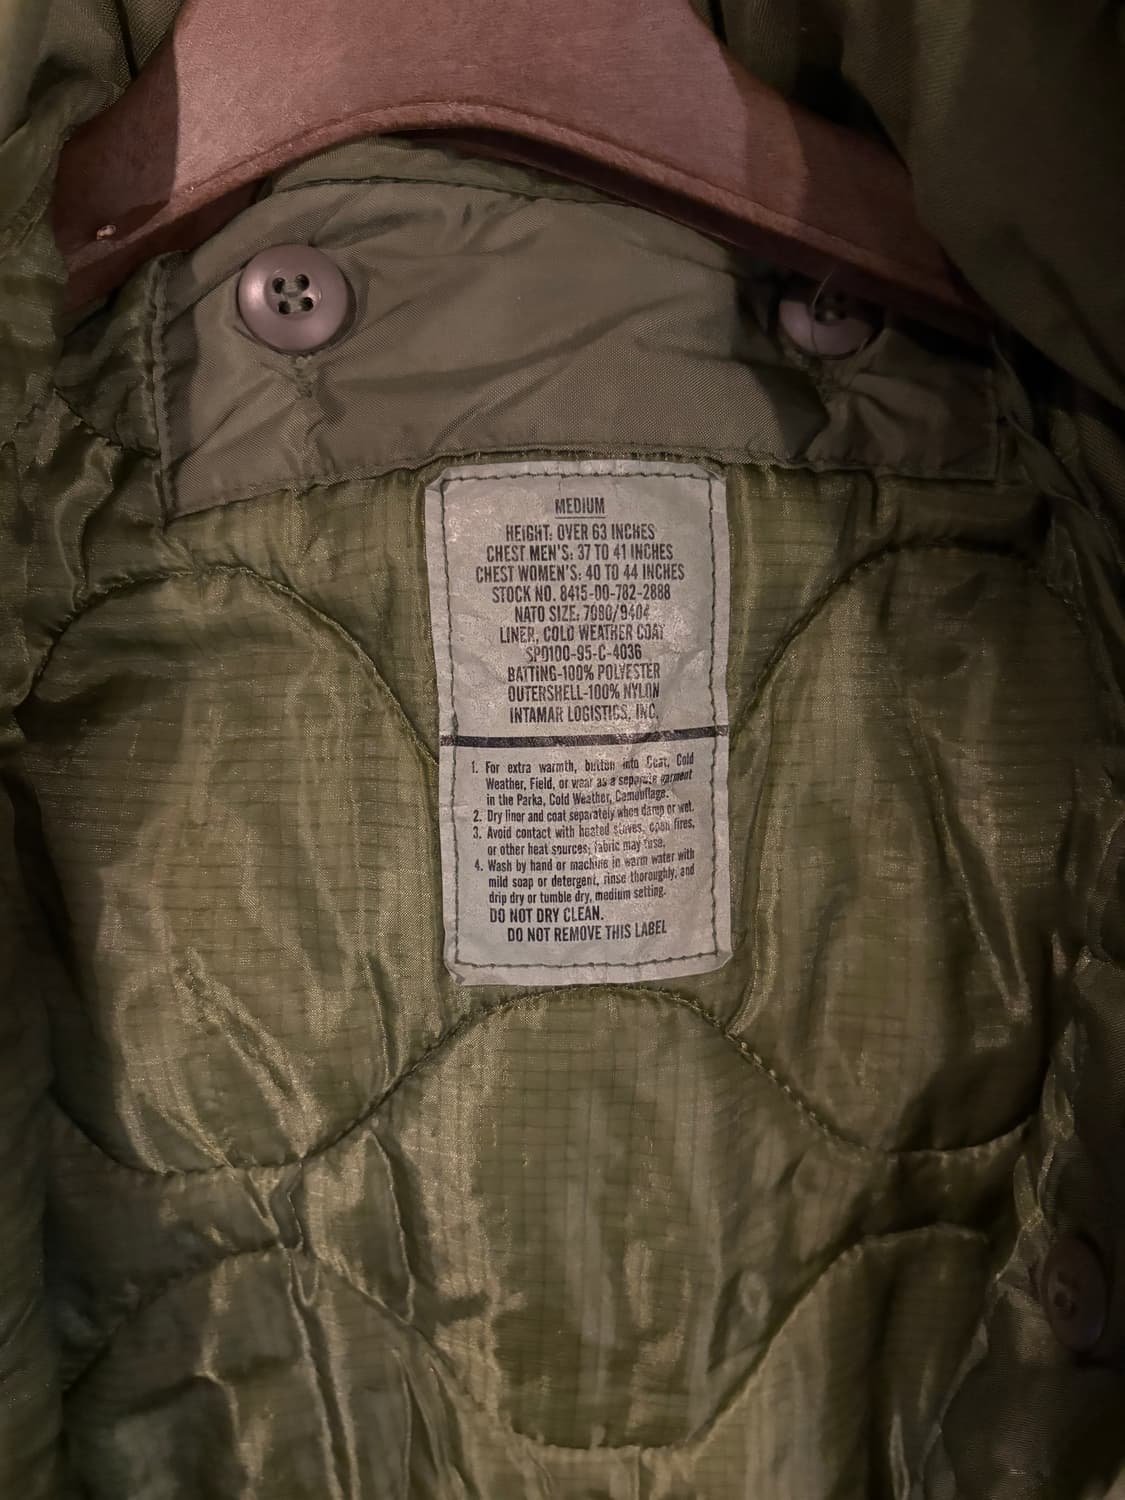 MEDIUM
HEIGHT: OVER 63 INCHES
CHEST MEN'S: 37 TO 41 INCHES
CHEST WOMEN'S: 40 TO 44 INCHES
STOCK NO. 8415-00-782-2888
NATO SIZE: 7080/9404
LINER, COLD WEATHER COAT
SPO100-95-C-4036
BATTING-100% POLYESTER
OUTERSHELL-100% NYLON
INTAMAR LOGISTICS, INC.
1. For extra warmth, button into Coat, Cold
Weather, Field, or wear as a separate garment
in the Parka, Cold Weather, Camouflage.
2. Dry liner and coat separately when damp or wet.
3. Avoid contact with heated stoves, open fires,
or other heat sources; fabric may fuse.
4. Wash by hand or machine in warm water with
mild soap or detergent, rinse thoroughly, and
drip dry or tumble dry, medium setting.
DO NOT DRY CLEAN.
DO NOT REMOVE THIS LABEL